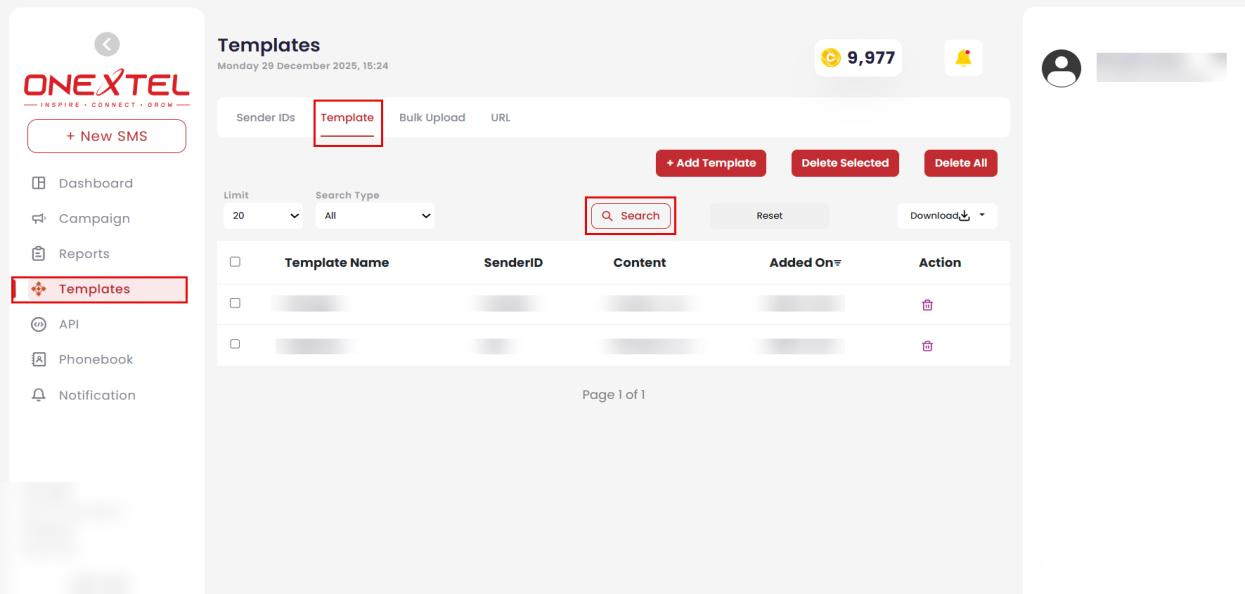 ONEXTEL
INSPIRE • CONNECT • GROW
+ New SMS
Dashboard
Campaign
Reports
Templates
API
Phonebook
Notification
Templates
Monday 29 December 2025, 15:24
9,977
Sender IDs Template Bulk Upload URL
+ Add Template Delete Selected Delete All
Limit Search Type
20 All Search Reset Download
Template Name SenderID Content Added On Action
Page 1 of 1